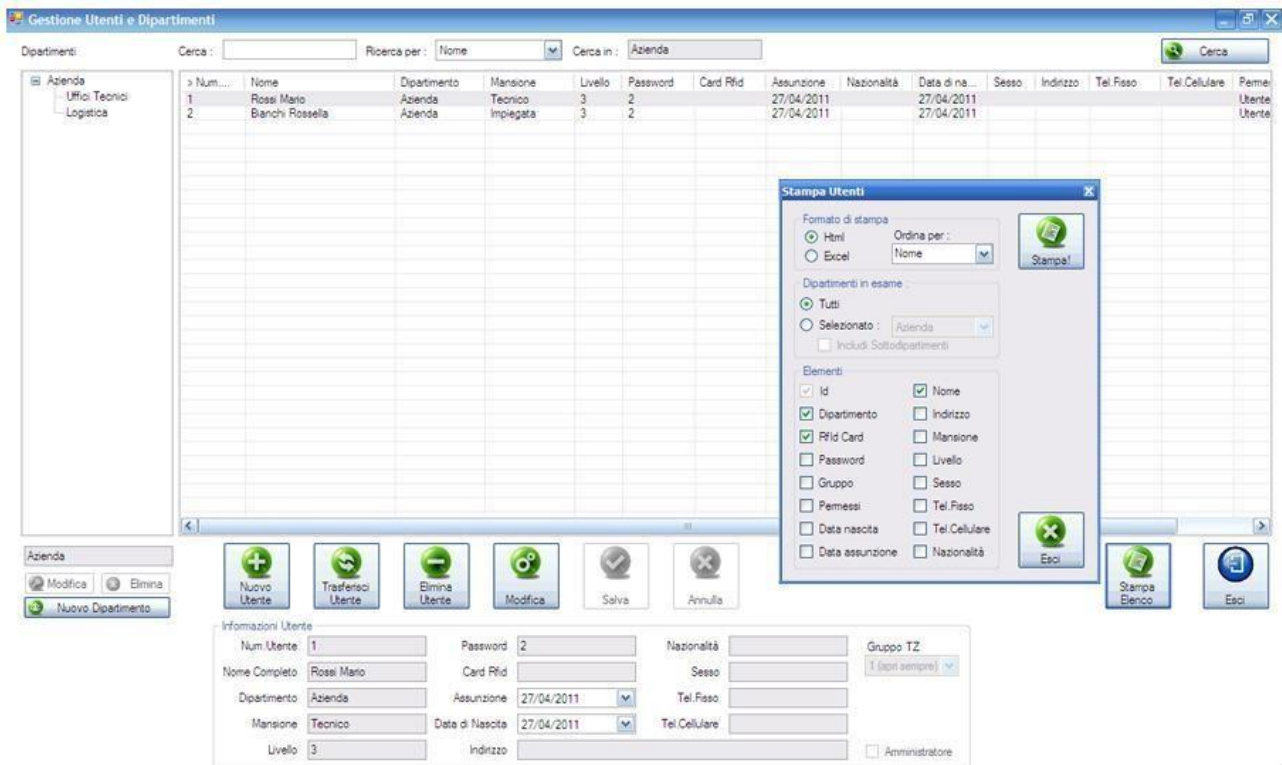 Gestione Utenti e Dipartimenti
Dipartimenti Cerca : Ricerca per : Nome Cerca in : Azienda Cerca
Azienda
Uffici Tecnici
Logistica
> Num.... Nome Dipartimento Mansione Livello Password Card Rfid Assunzione Nazionalità Data di na... Sesso Indirizzo Tel.Fisso Tel.Cellulare Permes
1 Rossi Mario Azienda Tecnico 3 2 27/04/2011 27/04/2011 Utente
2 Bianchi Rossella Azienda Impiegata 3 2 27/04/2011 27/04/2011 Utente
Stampa Utenti
Formato di stampa
Html
Excel
Ordina per :
Nome
Stampa!
Dipartimenti in esame :
Tutti
Selezionato : Azienda
Includi Sottodipartimenti
Elementi
Id Nome
Dipartimento Indirizzo
RfId Card Mansione
Password Livello
Gruppo Sesso
Permessi Tel.Fisso
Data nascita Tel.Cellulare
Data assunzione Nazionalità
Esci
Azienda
Modifica Elimina
Nuovo Dipartimento
Nuovo Utente
Trasferisci Utente
Elimina Utente
Modifica
Salva
Annulla
Stampa Elenco
Esci
Informazioni Utente
Num.Utente 1 Password 2 Nazionalità Gruppo TZ
Nome Completo Rossi Mario Card Rfid Sesso 1 (apri sempre)
Dipartimento Azienda Assunzione 27/04/2011 Tel.Fisso
Mansione Tecnico Data di Nascita 27/04/2011 Tel.Cellulare
Livello 3 Indirizzo Amministratore